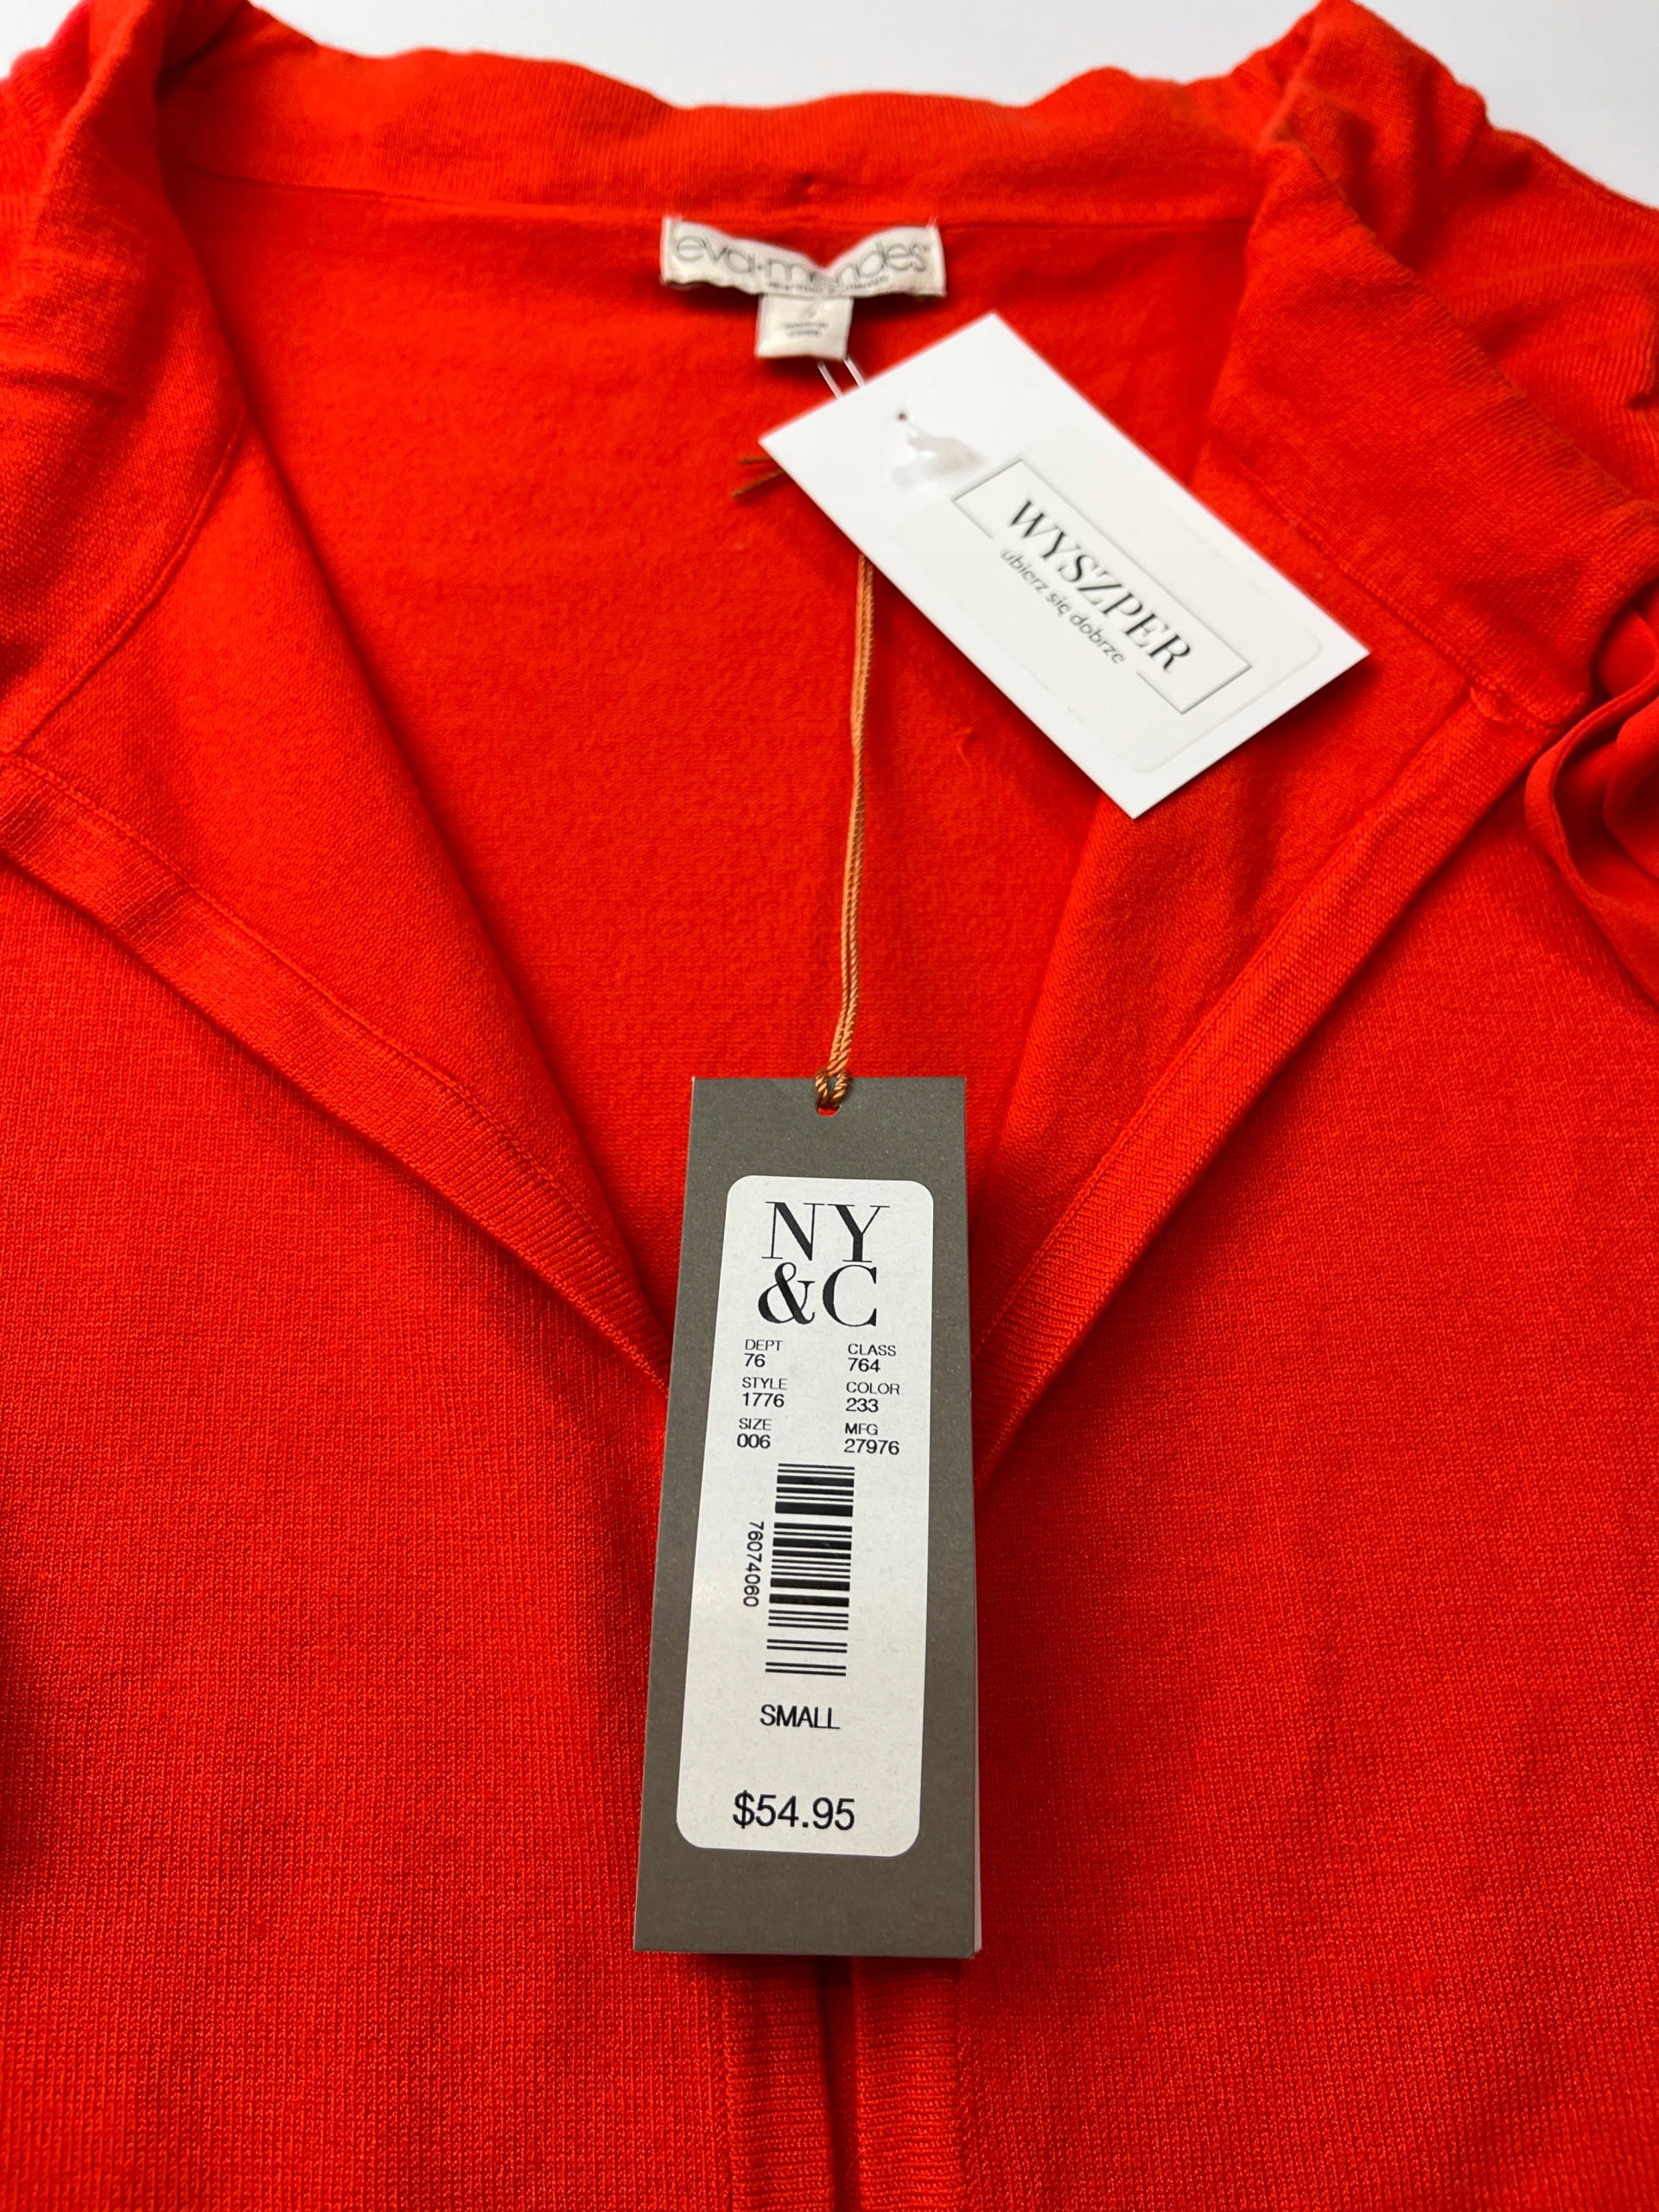 eva mendes
WYSZPER
ubierz się dobrze
NY
&C
DEPT CLASS
76 764
STYLE COLOR
1776 233
SIZE MFG
006 27976
76074060
SMALL
$54.95